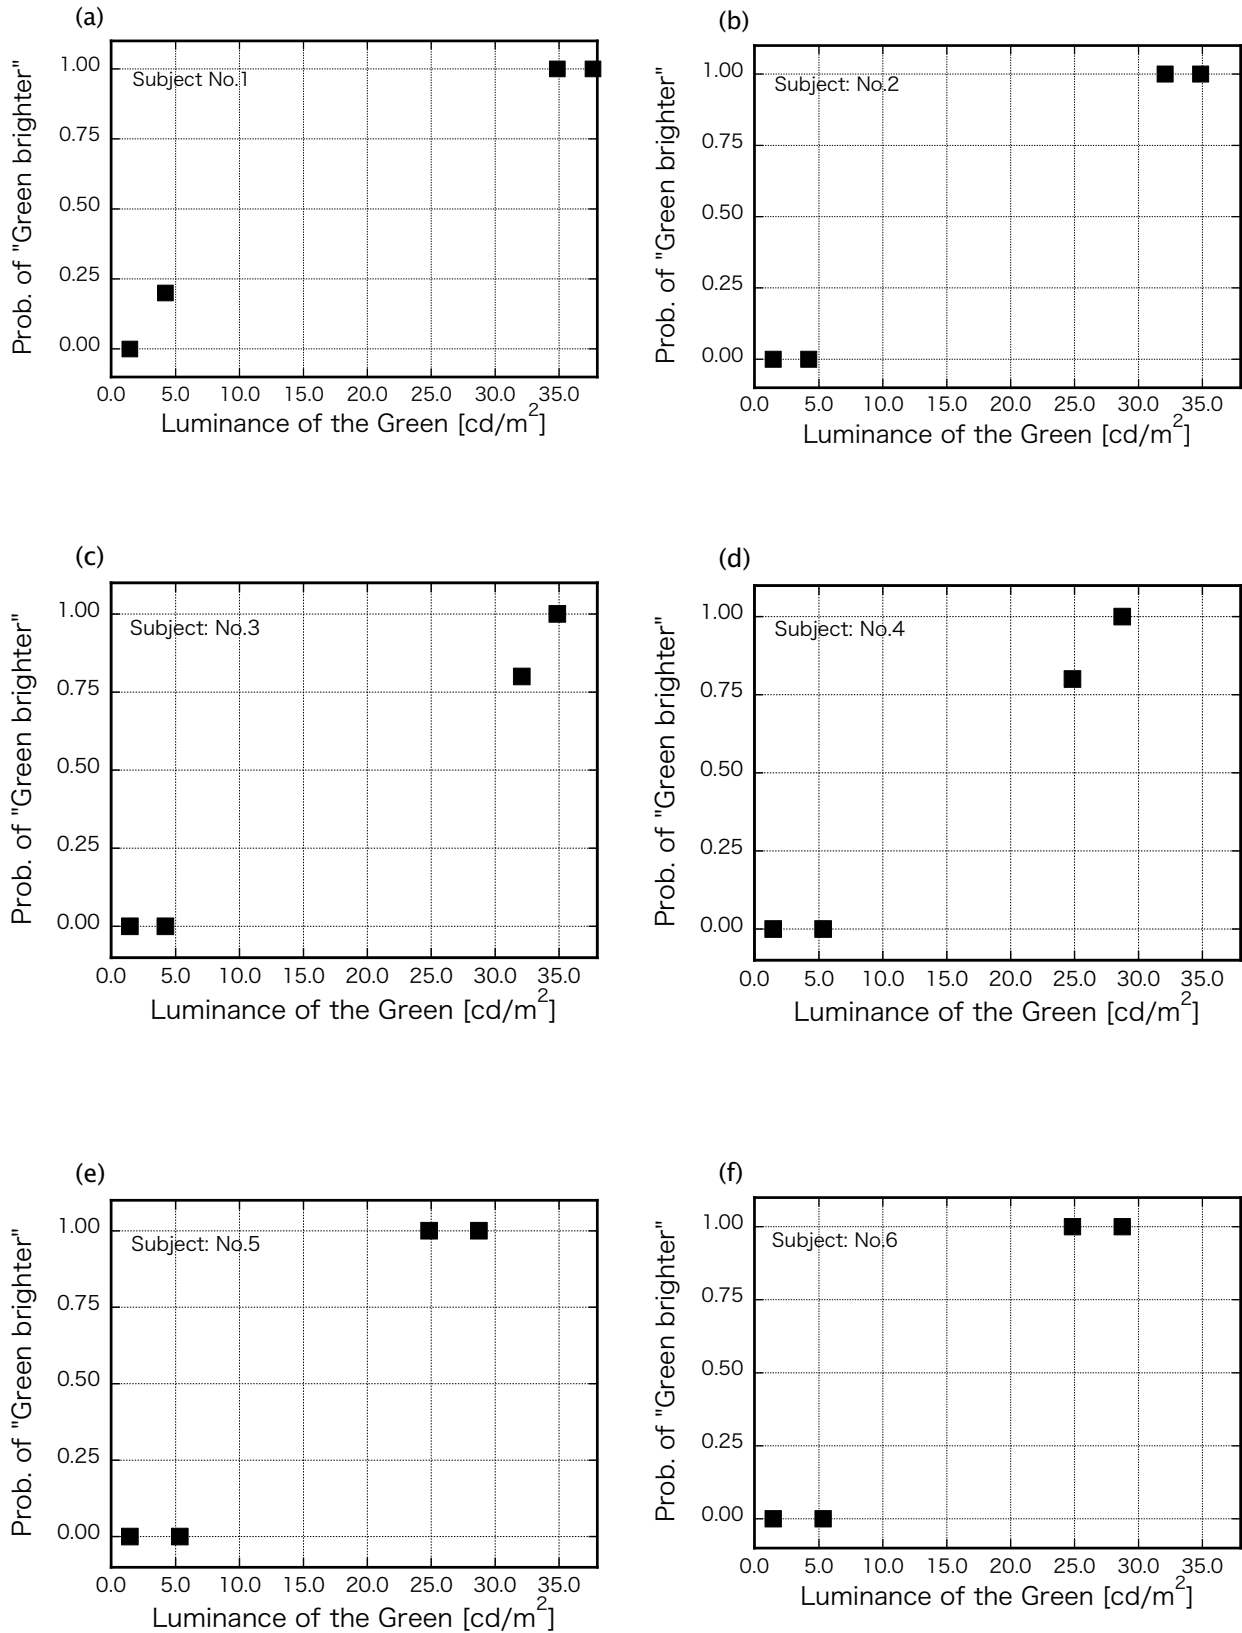 (a)
Subject No.1
Prob. of "Green brighter"
1.00
0.75
0.50
0.25
0.00
0.0 5.0 10.0 15.0 20.0 25.0 30.0 35.0
Luminance of the Green [cd/m2]
(b)
Subject: No.2
Prob. of "Green brighter"
1.00
0.75
0.50
0.25
0.00
0.0 5.0 10.0 15.0 20.0 25.0 30.0 35.0
Luminance of the Green [cd/m2]
(c)
Subject: No.3
Prob. of "Green brighter"
1.00
0.75
0.50
0.25
0.00
0.0 5.0 10.0 15.0 20.0 25.0 30.0 35.0
Luminance of the Green [cd/m2]
(d)
Subject: No.4
Prob. of "Green brighter"
1.00
0.75
0.50
0.25
0.00
0.0 5.0 10.0 15.0 20.0 25.0 30.0 35.0
Luminance of the Green [cd/m2]
(e)
Subject: No.5
Prob. of "Green brighter"
1.00
0.75
0.50
0.25
0.00
0.0 5.0 10.0 15.0 20.0 25.0 30.0 35.0
Luminance of the Green [cd/m2]
(f)
Subject: No.6
Prob. of "Green brighter"
1.00
0.75
0.50
0.25
0.00
0.0 5.0 10.0 15.0 20.0 25.0 30.0 35.0
Luminance of the Green [cd/m2]